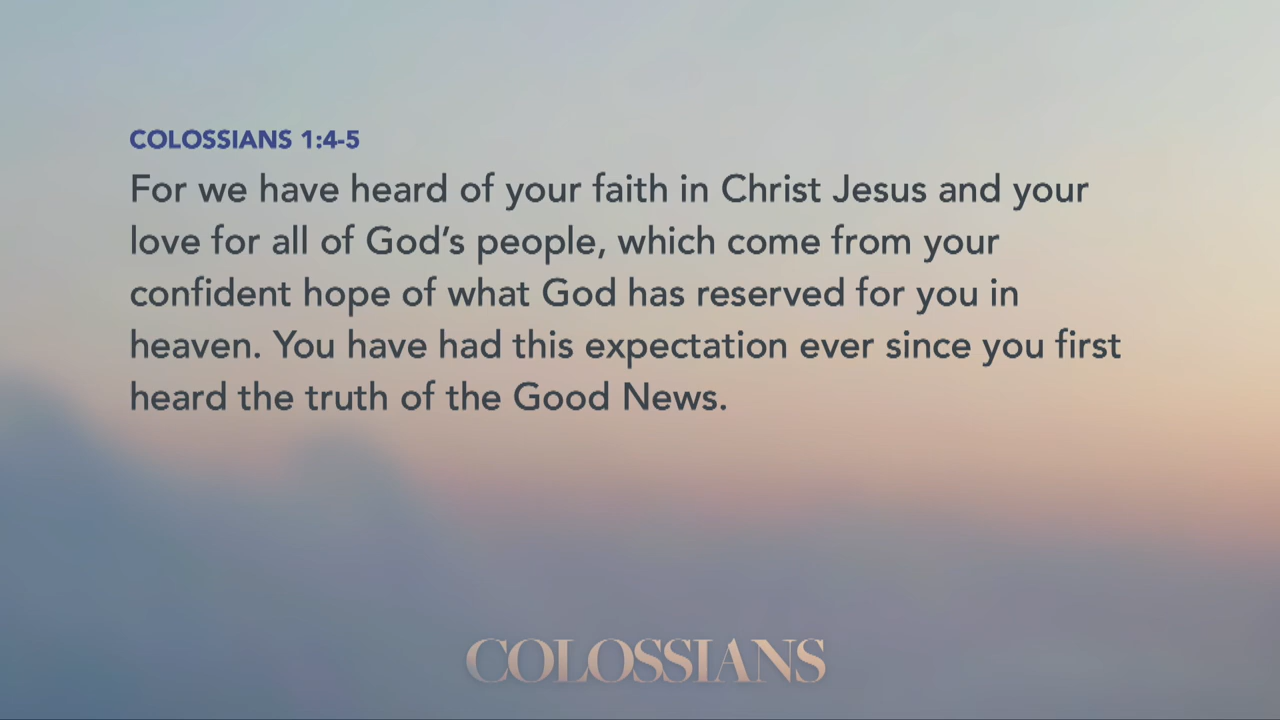 COLOSSIANS 1:4-5
For we have heard of your faith in Christ Jesus and your
love for all of God’s people, which come from your
confident hope of what God has reserved for you in
heaven. You have had this expectation ever since you first
heard the truth of the Good News.
COLOSSIANS